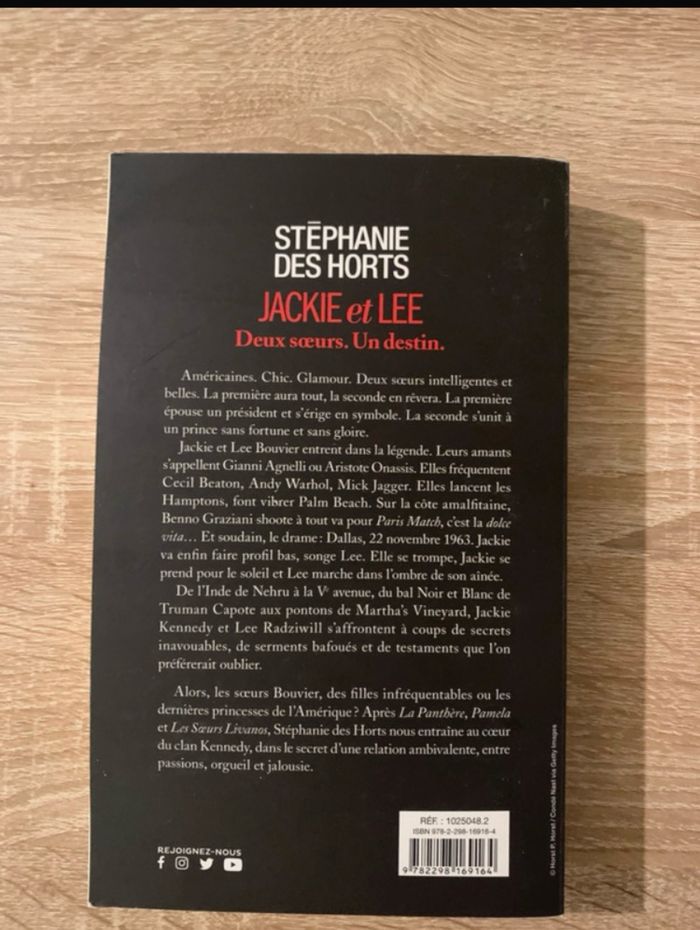 STÉPHANIE
DES HORTS
JACKIE et LEE
Deux sœurs. Un destin.
Américaines. Chic. Glamour. Deux sœurs intelligentes et
belles. La première aura tout, la seconde en rêvera. La première
épouse un président et s'érige en symbole. La seconde s'unit à
un prince sans fortune et sans gloire.
Jackie et Lee Bouvier entrent dans la légende. Leurs amants
s'appellent Gianni Agnelli ou Aristote Onassis. Elles fréquentent
Cecil Beaton, Andy Warhol, Mick Jagger. Elles lancent les
Hamptons, font vibrer Palm Beach. Sur la côte amalfitaine,
Benno Graziani shoote à tout va pour Paris Match, c'est la dolce
vita… Et soudain, le drame : Dallas, 22 novembre 1963. Jackie
va enfin faire profil bas, songe Lee. Elle se trompe, Jackie se
prend pour le soleil et Lee marche dans l'ombre de son aînée.
De l'Inde de Nehru à la Vᵉ avenue, du bal Noir et Blanc de
Truman Capote aux pontons de Martha's Vineyard, Jackie
Kennedy et Lee Radziwill s'affrontent à coups de secrets
inavouables, de serments bafoués et de testaments que l'on
préférerait oublier.
Alors, les sœurs Bouvier, des filles infréquentables ou les
dernières princesses de l'Amérique ? Après La Panthère, Pamela
et Les Sœurs Livanos, Stéphanie des Horts nous entraîne au cœur
du clan Kennedy, dans le secret d'une relation ambivalente, entre
passions, orgueil et jalousie.
REJOIGNEZ-NOUS
RÉF. : 1025048.2
ISBN 978-2-298-16916-4
9 782298 169164
© Horst P. Horst / Condé Nast via Getty Images